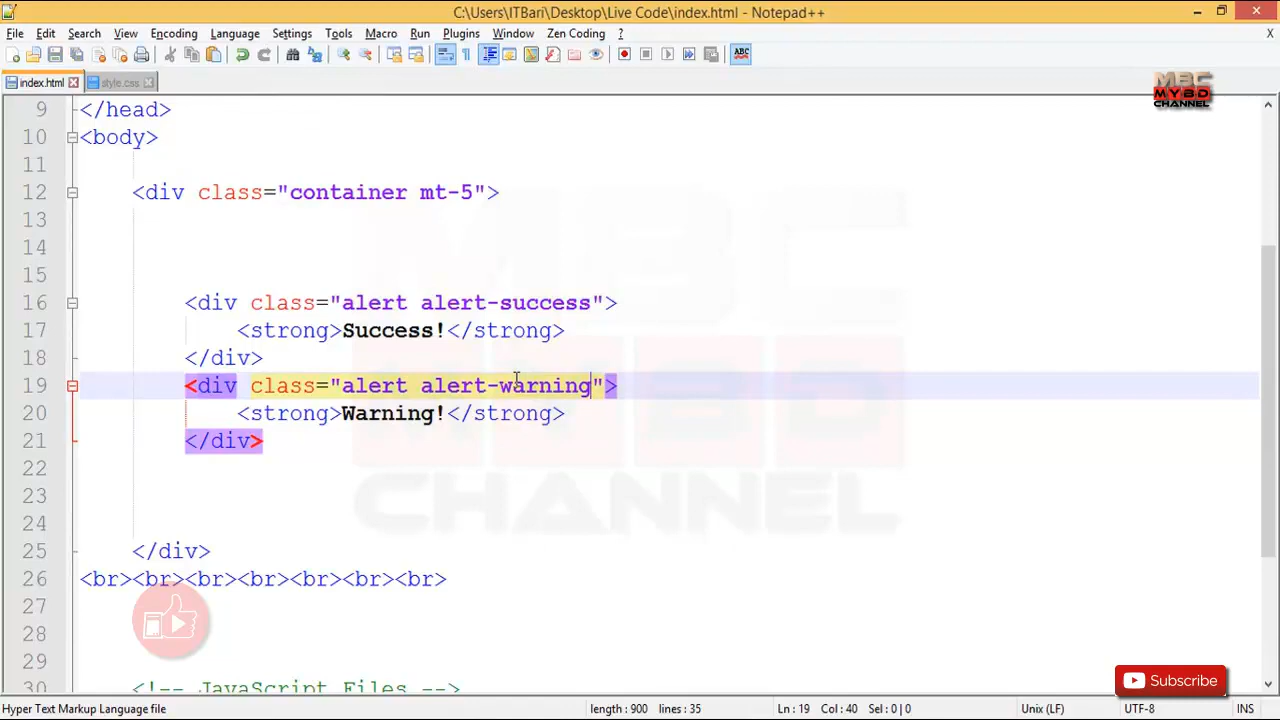 C:\Users\ITBari\Desktop\Live Code\index.html - Notepad++
File Edit Search View Encoding Language Settings Tools Macro Run Plugins Window Zen Coding ? X
ABC
index.html style.css
MBC
MYBD
CHANNEL
9 </head>
10 <body>
11
12 <div class="container mt-5">
13
14
15
16 <div class="alert alert-success">
17 <strong>Success!</strong>
18 </div>
19 <div class="alert alert-warning">
20 <strong>Warning!</strong>
21 </div>
22
23
24
25 </div>
26 <br><br><br><br><br><br><br>
27
28
29
30 <!-- JavaScript Files -->
MBC
MYBD
CHANNEL
Subscribe
Hyper Text Markup Language file length : 900 lines : 35 Ln : 19 Col : 40 Sel : 0 | 0 Unix (LF) UTF-8 INS